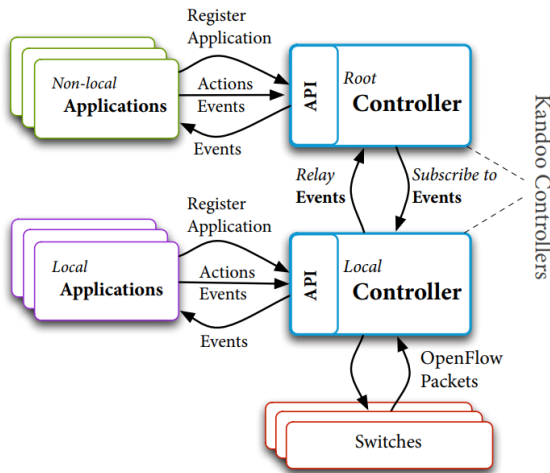 Register
Application
Non-local
Applications
Actions
Events
Events
API
Root
Controller
Relay
Events
Subscribe to
Events
Kandoo Controllers
Register
Application
Local
Applications
Actions
Events
Events
API
Local
Controller
OpenFlow
Packets
Switches